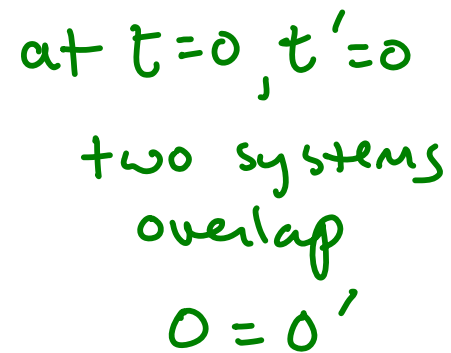 at t=0, t'=0
two systems
overlap
O = O'